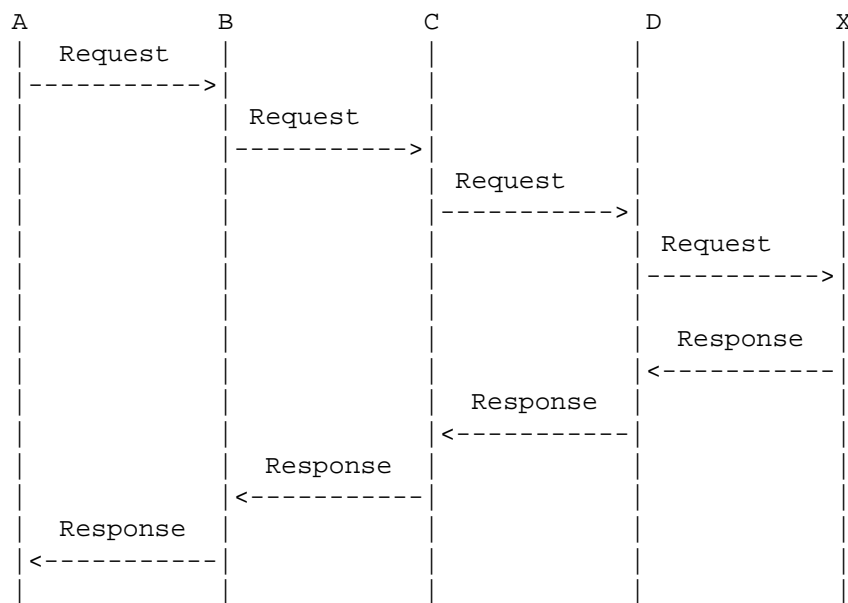 A B C D X
Request
Request
Request
Request
Response
Response
Response
Response